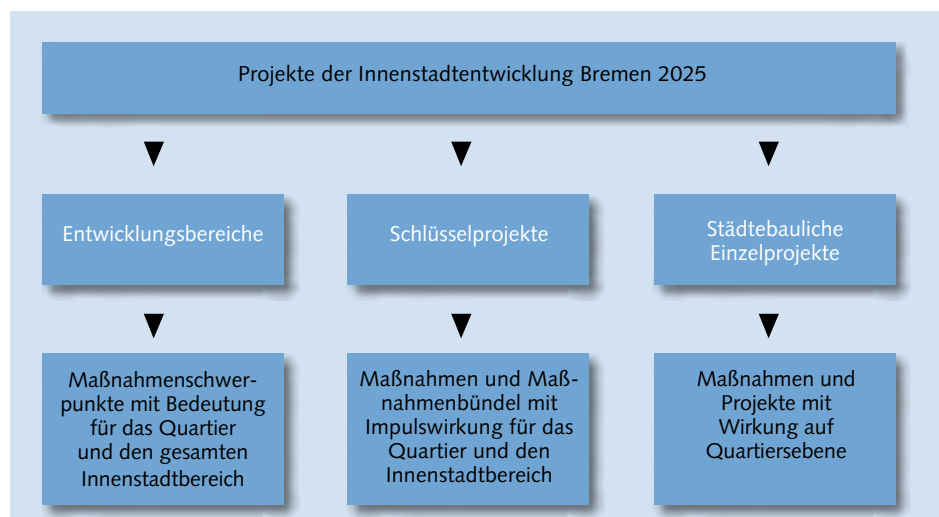 Projekte der Innenstadtentwicklung Bremen 2025
Entwicklungsbereiche
Schlüsselprojekte
Städtebauliche
Einzelprojekte
Maßnahmenschwer-
punkte mit Bedeutung
für das Quartier
und den gesamten
Innenstadtbereich
Maßnahmen und Maß-
nahmenbündel mit
Impulswirkung für das
Quartier und den
Innenstadtbereich
Maßnahmen und
Projekte mit
Wirkung auf
Quartiersebene